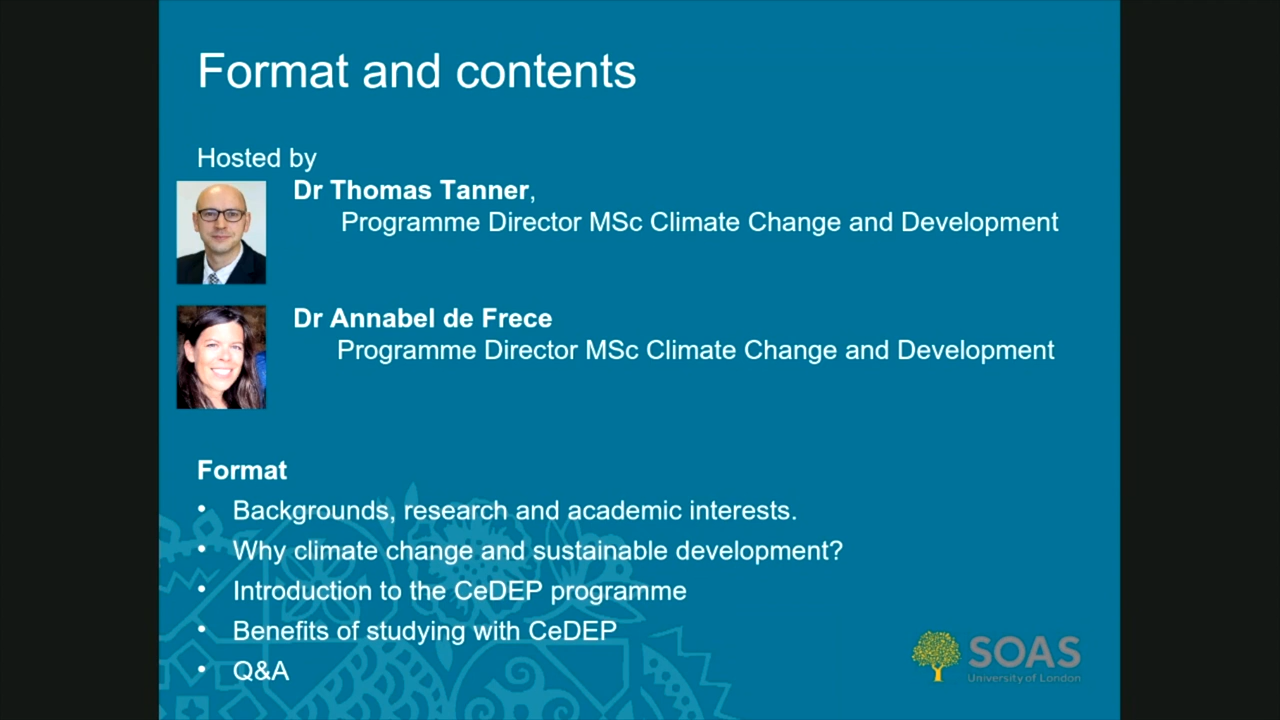 Format and contents
Hosted by
Dr Thomas Tanner,
Programme Director MSc Climate Change and Development
Dr Annabel de Frece
Programme Director MSc Climate Change and Development
Format
• Backgrounds, research and academic interests.
• Why climate change and sustainable development?
• Introduction to the CeDEP programme
• Benefits of studying with CeDEP
• Q&A
SOAS
University of London